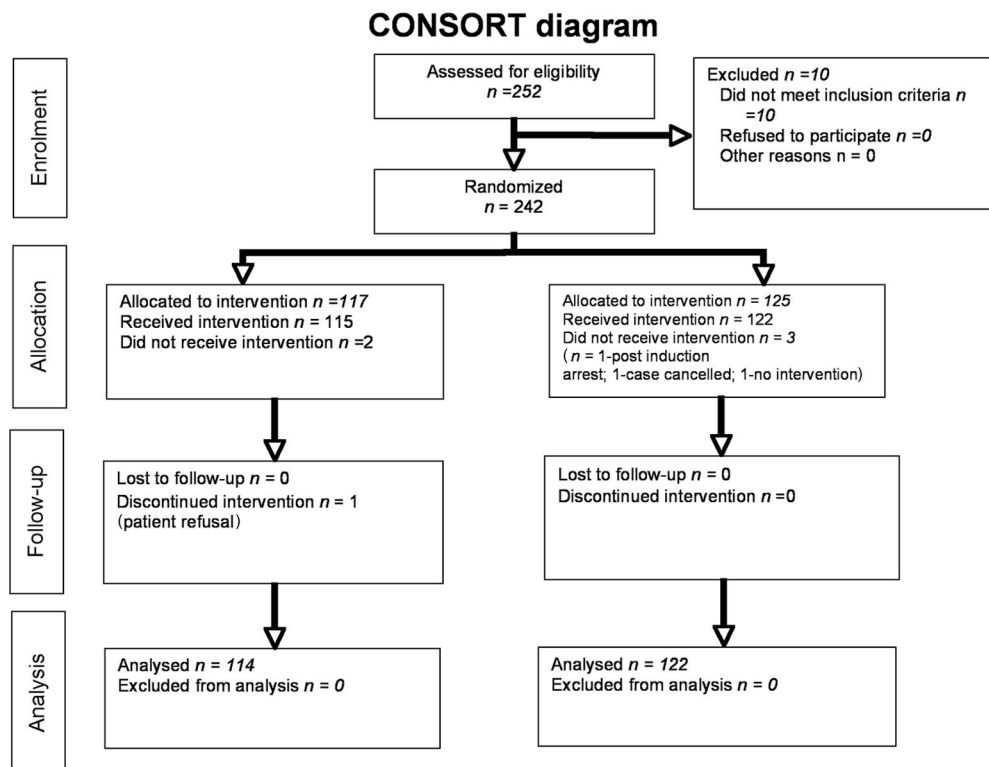 CONSORT diagram
Enrolment
Assessed for eligibility
n =252
Excluded n =10
Did not meet inclusion criteria n
=10
Refused to participate n =0
Other reasons n = 0
Randomized
n = 242
Allocation
Allocated to intervention n =117
Received intervention n = 115
Did not receive intervention n =2
Allocated to intervention n = 125
Received intervention n = 122
Did not receive intervention n = 3
( n = 1-post induction
arrest; 1-case cancelled; 1-no intervention)
Follow-up
Lost to follow-up n = 0
Discontinued intervention n = 1
(patient refusal)
Lost to follow-up n = 0
Discontinued intervention n =0
Analysis
Analysed n = 114
Excluded from analysis n = 0
Analysed n = 122
Excluded from analysis n = 0